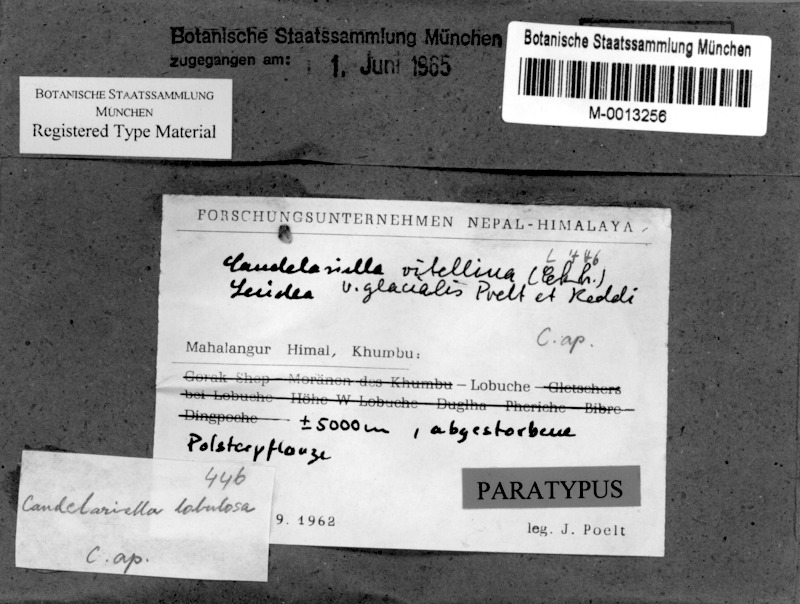 Botanische Staatssammlung München
zugegangen am: 1. Juni 1965
Botanische Staatssammlung München
M-0013256
BOTANISCHE STAATSSAMMLUNG
MÜNCHEN
Registered Type Material
FORSCHUNGSUNTERNEHMEN NEPAL-HIMALAYA
L 446
Candelariella vitellina (Ehrh.)
Lecidea v. glacialis Poelt et Reddi
C. ap.
Mahalangur Himal, Khumbu:
Gorak Shep - Moränen des Khumbu - Lobuche - Gletschers
bei Lobuche - Höhe W Lobuche - Duglha - Pheriche - Bibre -
Dingpoche ± 5000 m, abgestorbene
Polsterpflanze
PARATYPUS
9. 1962
leg. J. Poelt
446
Candelariella lobulosa
C. ap.